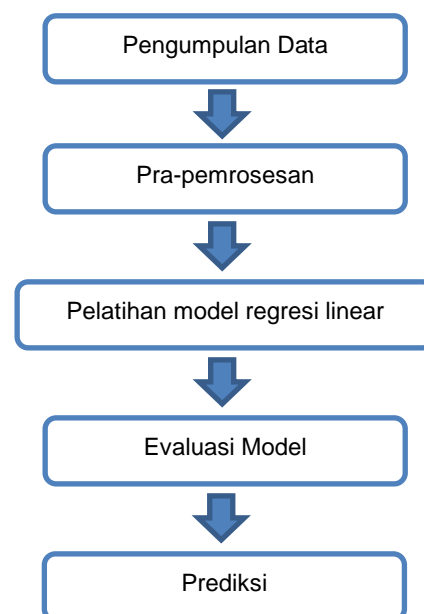 Pengumpulan Data
Pra-pemrosesan
Pelatihan model regresi linear
Evaluasi Model
Prediksi